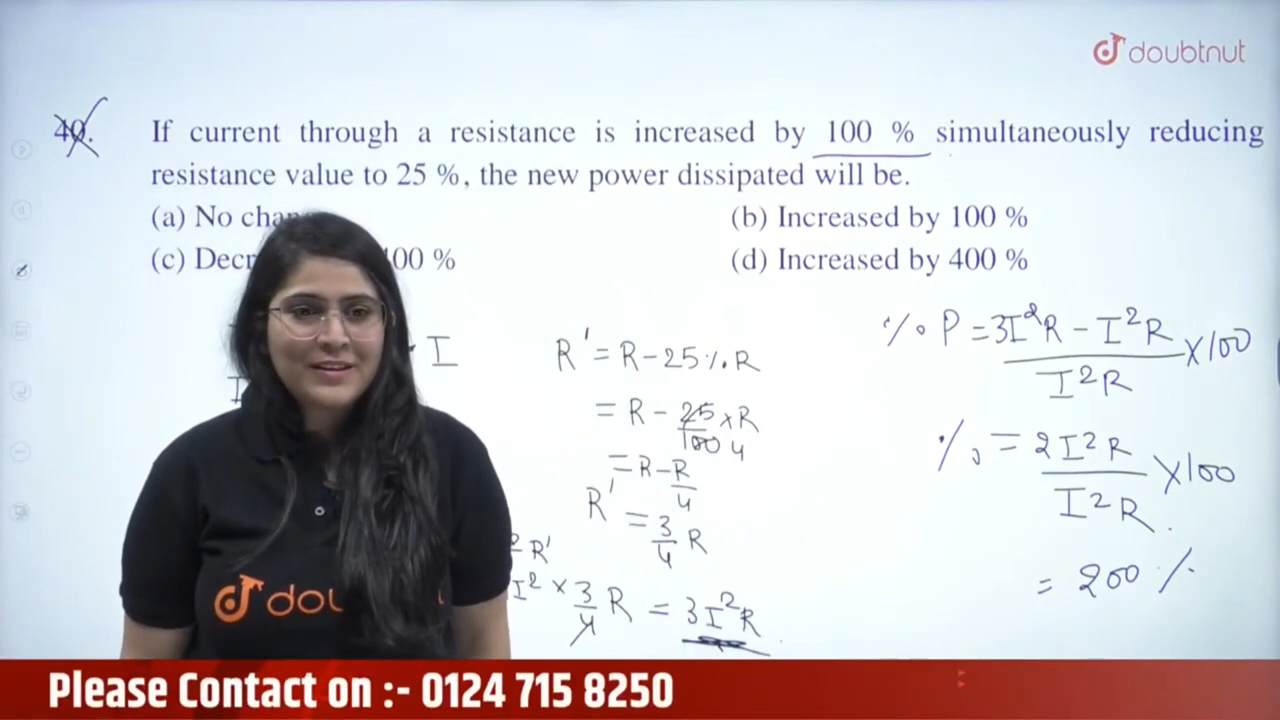 doubtnut
40. If current through a resistance is increased by 100 % simultaneously reducing
resistance value to 25 %, the new power dissipated will be.
(a) No (b) Increased by 100 %
(c) 00 % (d) Increased by 400 %
I
R' = R - 25 % R
= R - 25/100 4 × R
= R - R/4
R' = 3/4 R
R'
I² × 3/4 R = 3I²R
% P = 3I²R - I²R / I²R × 100
% = 2I²R / I²R × 100
= 200 %
Please Contact on :- 0124 715 8250